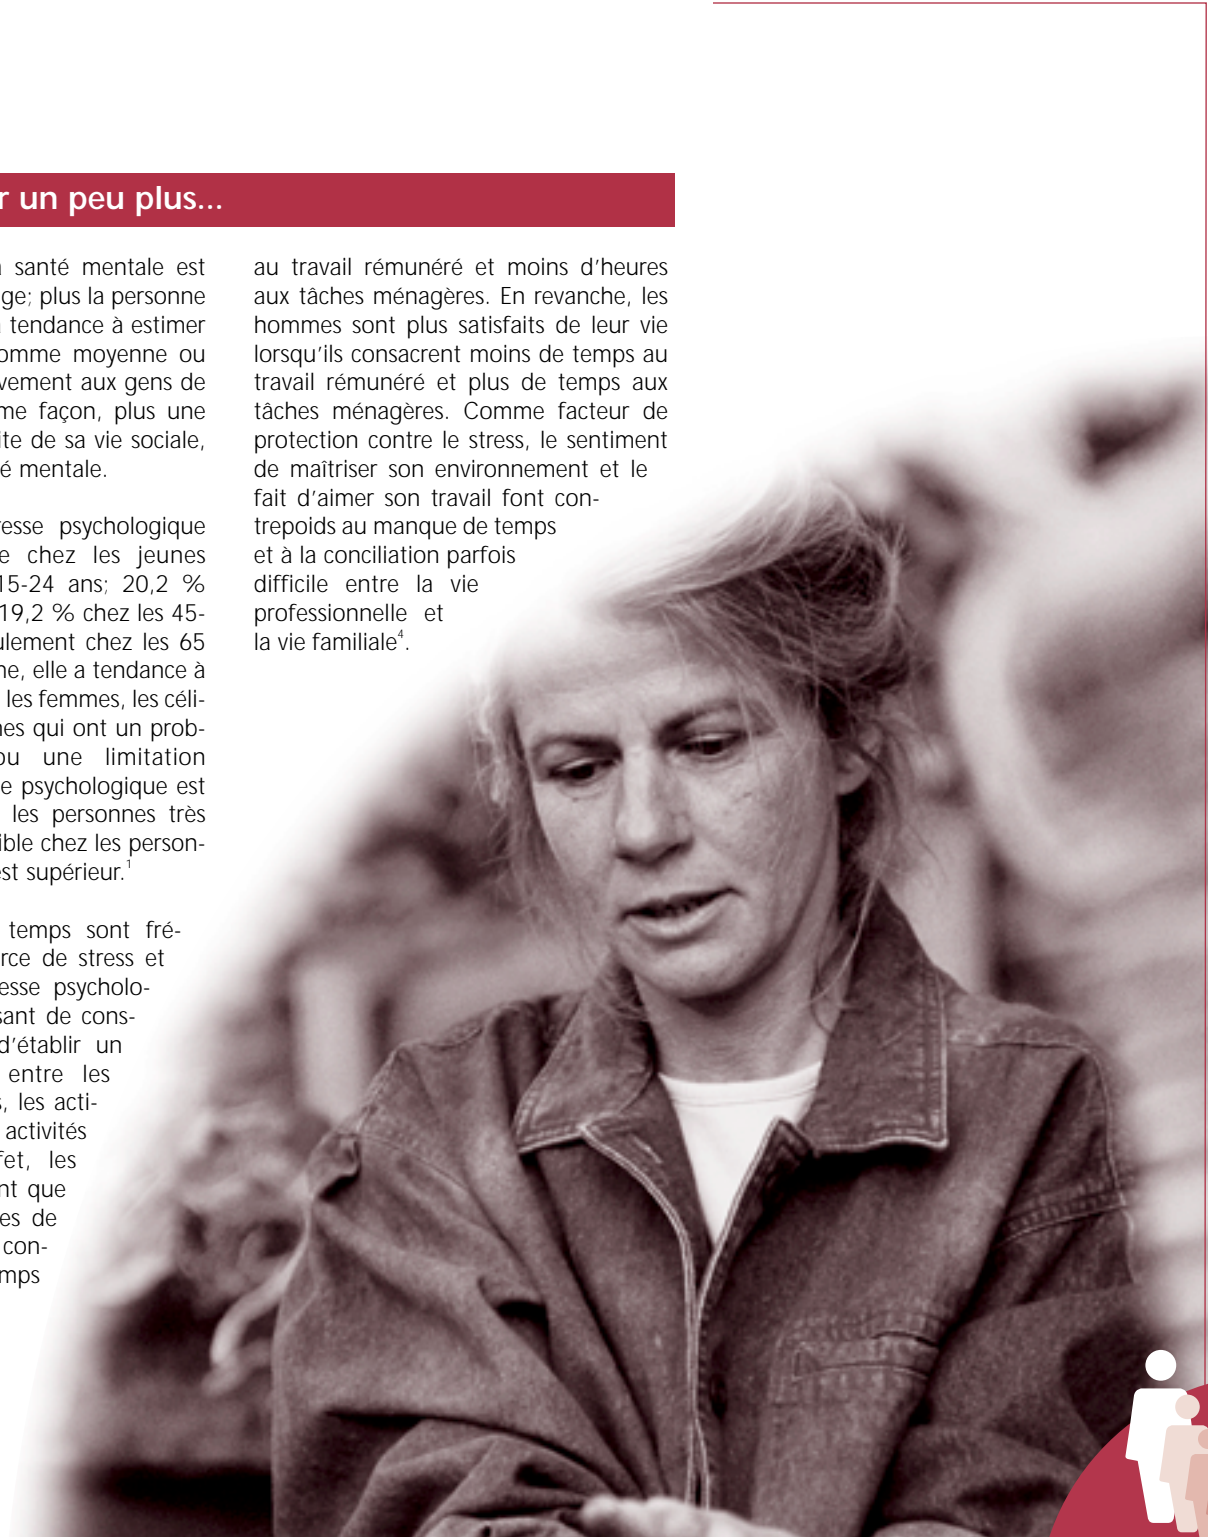 r un peu plus...
santé mentale est
ge; plus la personne
tendance à estimer
omme moyenne ou
vement aux gens de
me façon, plus une
ite de sa vie sociale,
é mentale.
esse psychologique
e chez les jeunes
15-24 ans; 20,2 %
19,2 % chez les 45-
ulement chez les 65
ne, elle a tendance à
les femmes, les céli-
nes qui ont un prob-
ou une limitation
e psychologique est
les personnes très
ible chez les person-
est supérieur.¹
temps sont fré-
rce de stress et
esse psycholo-
sant de cons-
d'établir un
entre les
s, les acti-
activités
fet, les
nt que
es de
con-
mps
au travail rémunéré et moins d'heures
aux tâches ménagères. En revanche, les
hommes sont plus satisfaits de leur vie
lorsqu'ils consacrent moins de temps au
travail rémunéré et plus de temps aux
tâches ménagères. Comme facteur de
protection contre le stress, le sentiment
de maîtriser son environnement et le
fait d'aimer son travail font con-
trepoids au manque de temps
et à la conciliation parfois
difficile entre la vie
professionnelle et
la vie familiale⁴.